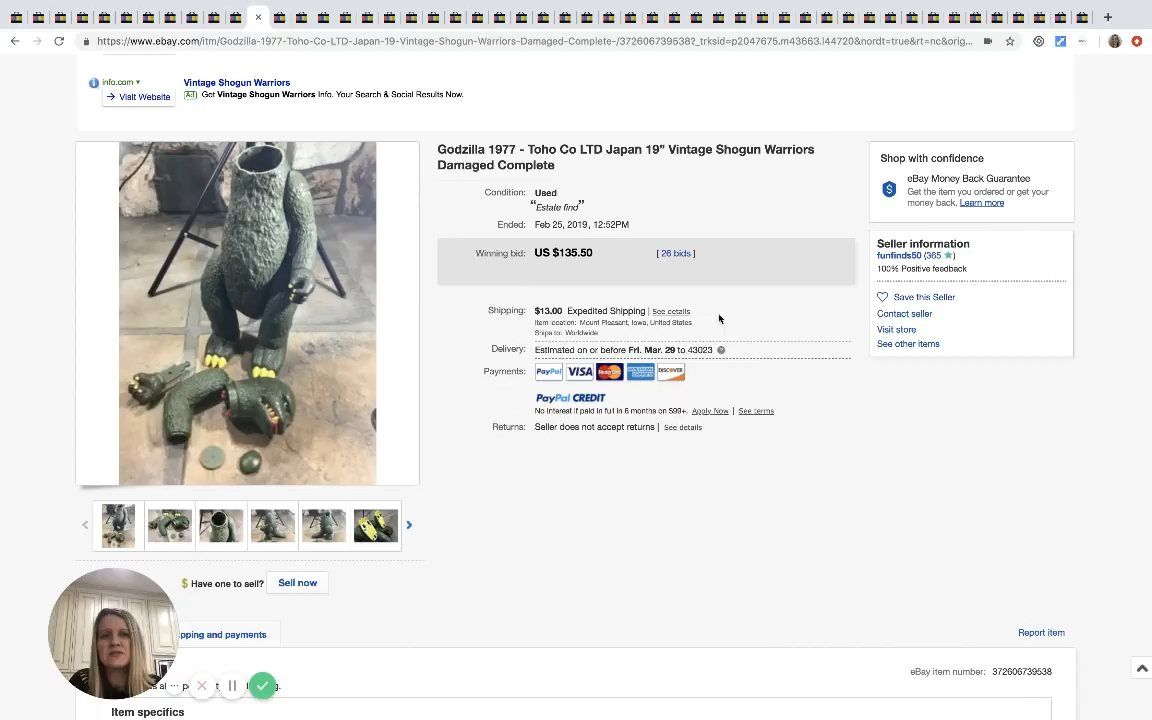 https://www.ebay.com/itm/Godzilla-1977-Toho-Co-LTD-Japan-19-Vintage-Shogun-Warriors-Damaged-Complete-/372606739538?_trksid=p2047675.m43663.l44720&nordt=true&rt=nc&orig...
info.com
Visit Website
Vintage Shogun Warriors
Ad Get Vintage Shogun Warriors Info. Your Search & Social Results Now.
Godzilla 1977 - Toho Co LTD Japan 19” Vintage Shogun Warriors
Damaged Complete
Condition: Used
“Estate find”
Ended: Feb 25, 2019 , 12:52PM
Winning bid: US $135.50 [ 26 bids ]
Shipping: $13.00 Expedited Shipping | See details
Item location: Mount Pleasant, Iowa, United States
Ships to: Worldwide
Delivery: Estimated on or before Fri. Mar. 29 to 43023
Payments: PayPal VISA MasterCard AMERICAN EXPRESS DISCOVER
PayPal CREDIT
No Interest if paid in full in 6 months on $99+. Apply Now | See terms
Returns: Seller does not accept returns | See details
Shop with confidence
eBay Money Back Guarantee
Get the item you ordered or get your
money back. Learn more
Seller information
funfinds50 (365 )
100% Positive feedback
Save this Seller
Contact seller
Visit store
See other items
$ Have one to sell? Sell now
pping and payments
Report item
eBay item number: 372606739538
Item specifics